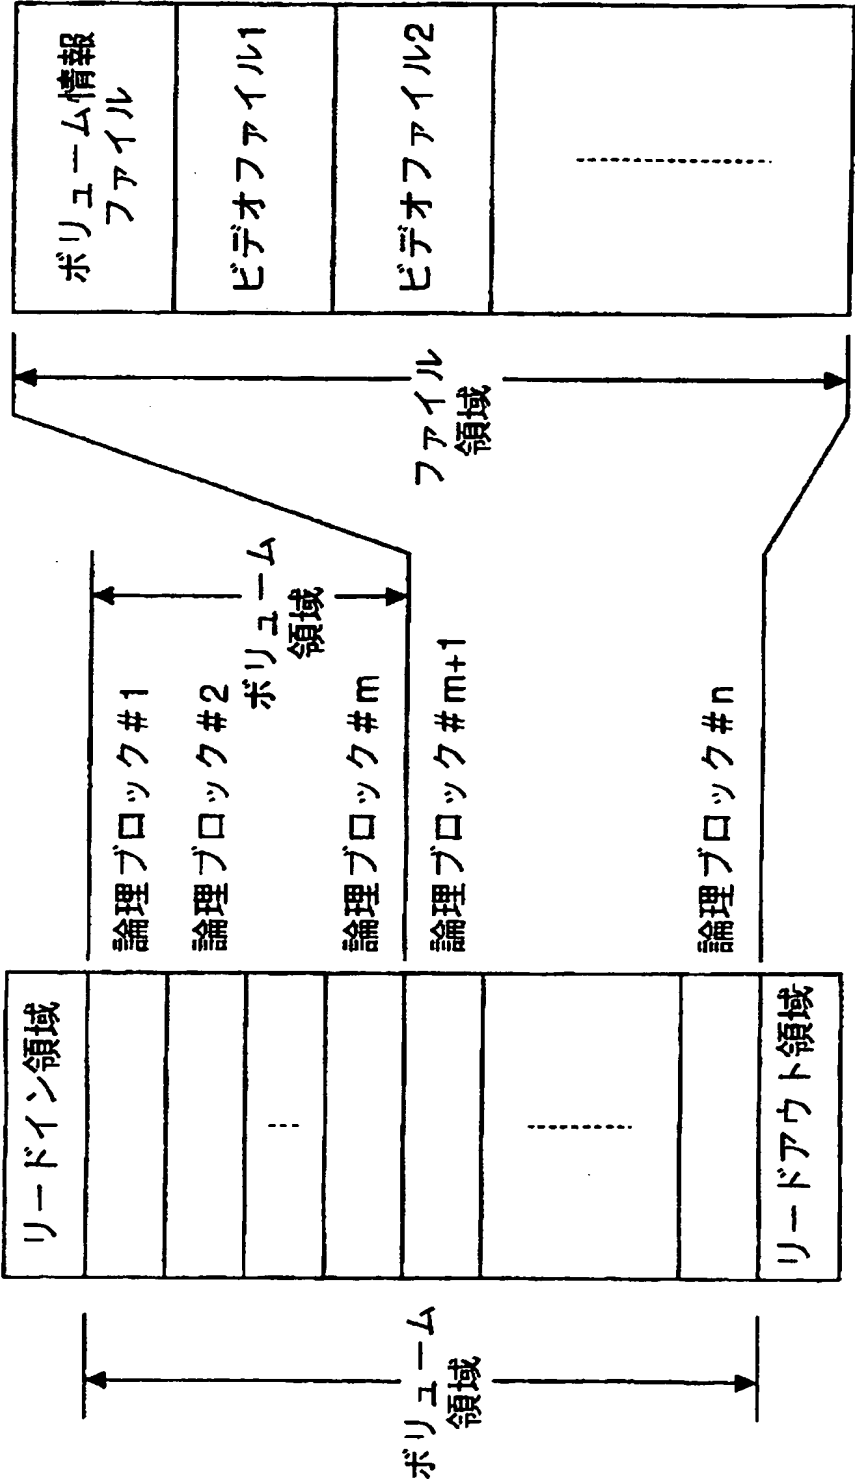 ボリューム
領域
リードイン領域
リードアウト領域
論理ブロック#1
論理ブロック#2
論理ブロック#m
論理ブロック#m+1
論理ブロック#n
ボリューム
領域
ファイル
領域
ボリューム情報
ファイル
ビデオファイル1
ビデオファイル2